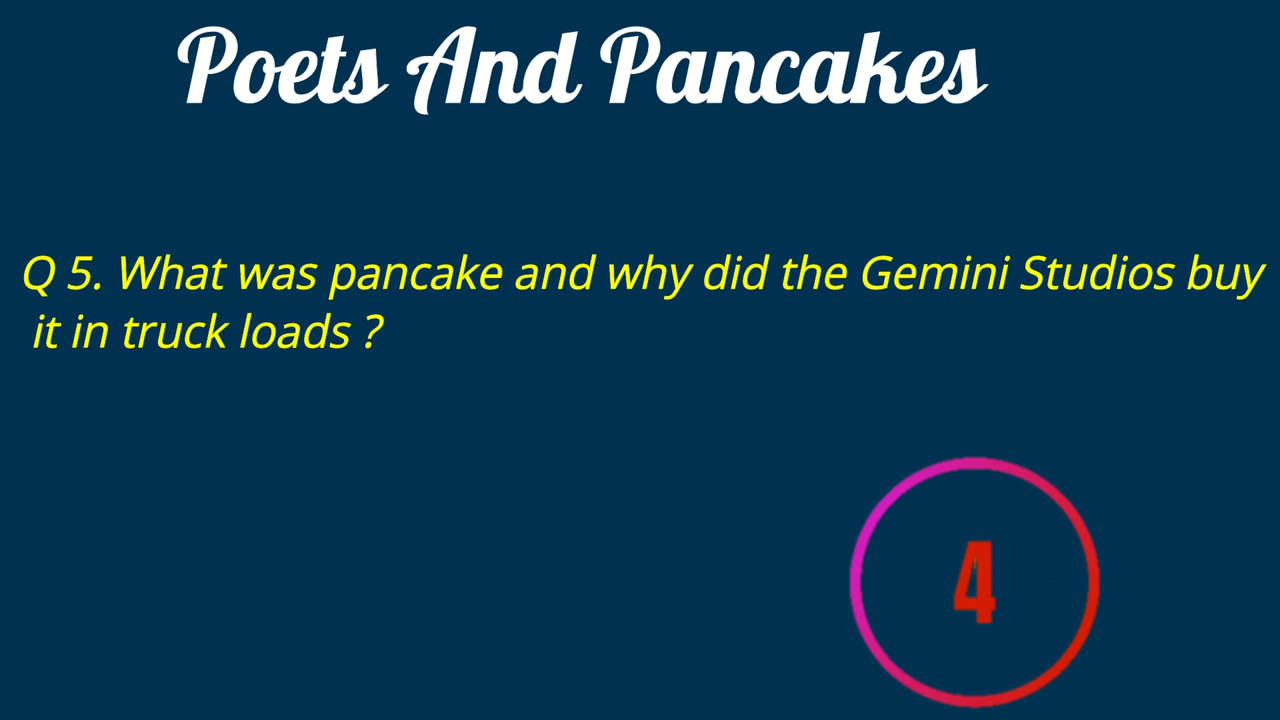 Poets And Pancakes
Q 5. What was pancake and why did the Gemini Studios buy
it in truck loads ?
4